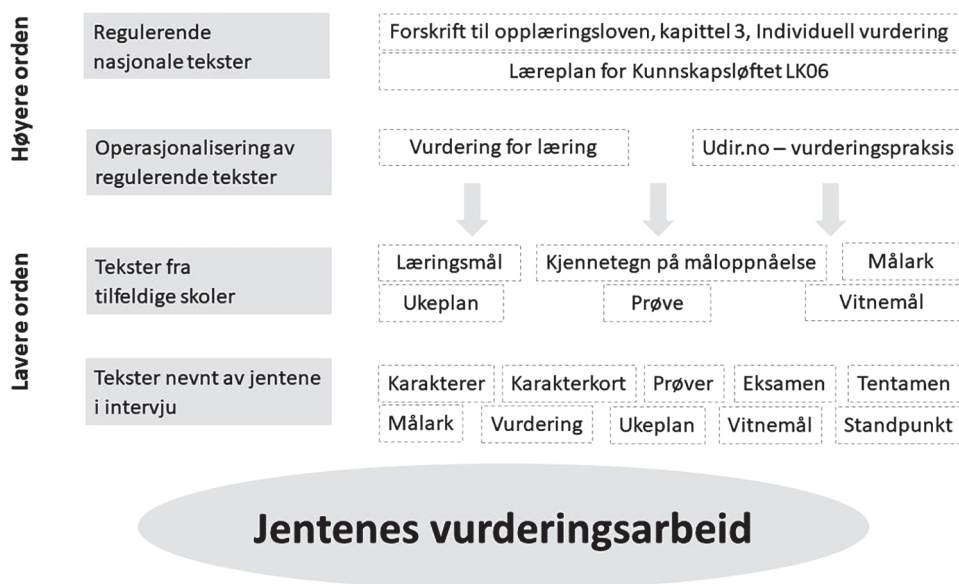 Høyere orden
Regulerende
nasjonale tekster
Forskrift til opplæringsloven, kapittel 3, Individuell vurdering
Læreplan for Kunnskapsløftet LK06
Operasjonalisering av
regulerende tekster
Vurdering for læring
Udir.no – vurderingspraksis
Lavere orden
Tekster fra
tilfeldige skoler
Læringsmål
Kjennetegn på måloppnåelse
Målark
Ukeplan
Prøve
Vitnemål
Tekster nevnt av jentene
i intervju
Karakterer
Karakterkort
Prøver
Eksamen
Tentamen
Målark
Vurdering
Ukeplan
Vitnemål
Standpunkt
Jentenes vurderingsarbeid